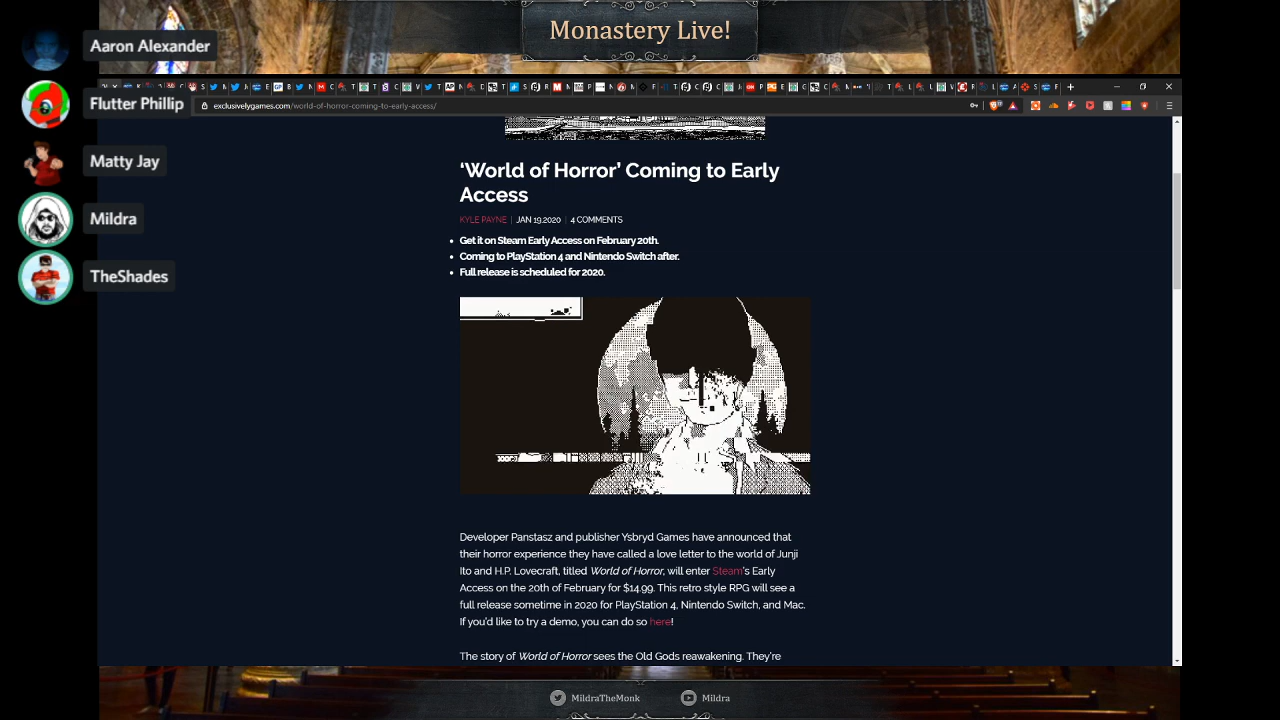 Monastery Live!
Aaron Alexander
Flutter Phillip
Matty Jay
Mildra
TheShades
exclusivelygames.com/world-of-horror-coming-to-early-access/
‘World of Horror’ Coming to Early
Access
KYLE PAYNE | JAN 19,2020 | 4 COMMENTS
• Get it on Steam Early Access on February 20th.
• Coming to PlayStation 4 and Nintendo Switch after.
• Full release is scheduled for 2020.
Developer Panstasz and publisher Ysbryd Games have announced that
their horror experience they have called a love letter to the world of Junji
Ito and H.P. Lovecraft, titled World of Horror, will enter Steam's Early
Access on the 20th of February for $14.99. This retro style RPG will see a
full release sometime in 2020 for PlayStation 4, Nintendo Switch, and Mac.
If you'd like to try a demo, you can do so here!
The story of World of Horror sees the Old Gods reawakening. They're
MildraTheMonk
Mildra